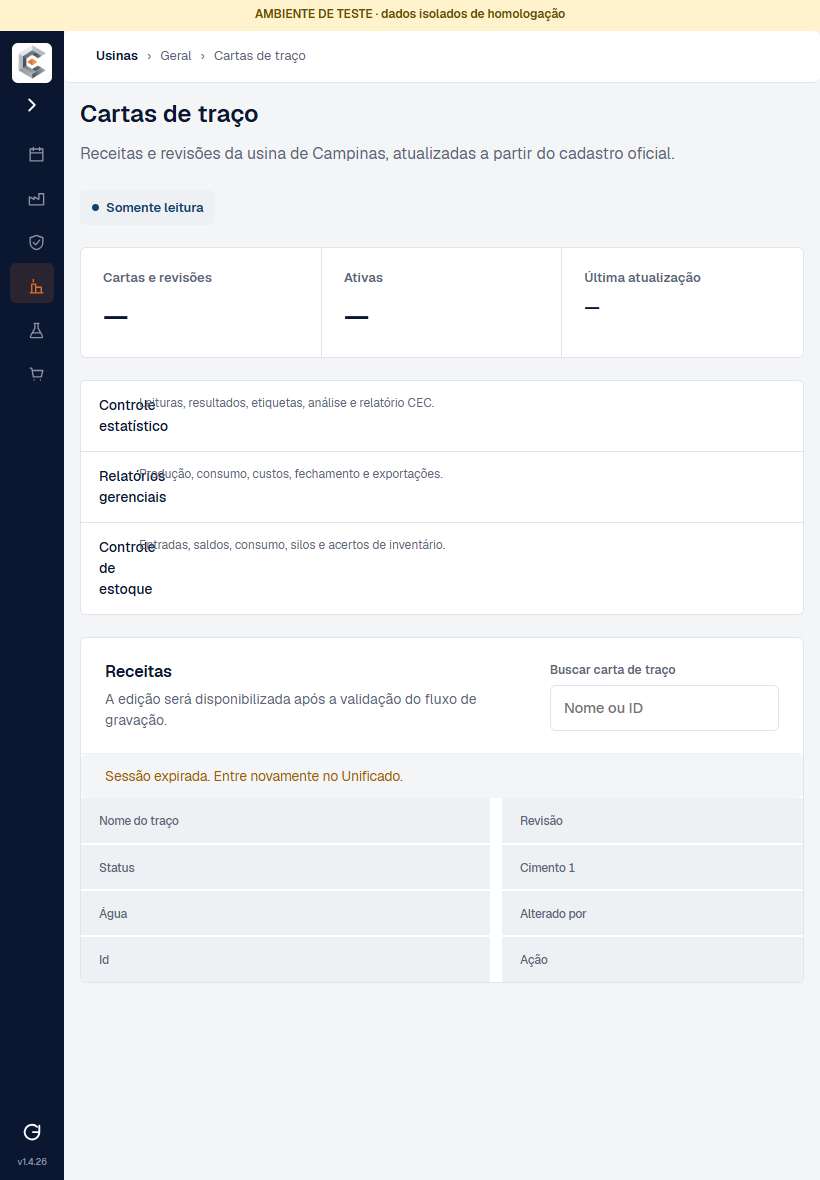 AMBIENTE DE TESTE · dados isolados de homologação
Usinas › Geral › Cartas de traço
Cartas de traço
Receitas e revisões da usina de Campinas, atualizadas a partir do cadastro oficial.
Somente leitura
Cartas e revisões
—
Ativas
—
Última atualização
—
Controle estatístico
Leituras, resultados, etiquetas, análise e relatório CEC.
Relatórios gerenciais
Produção, consumo, custos, fechamento e exportações.
Controle de estoque
Entradas, saldos, consumo, silos e acertos de inventário.
Receitas
A edição será disponibilizada após a validação do fluxo de
gravação.
Buscar carta de traço
Nome ou ID
Sessão expirada. Entre novamente no Unificado.
Nome do traço
Revisão
Status
Cimento 1
Água
Alterado por
Id
Ação
v1.4.26